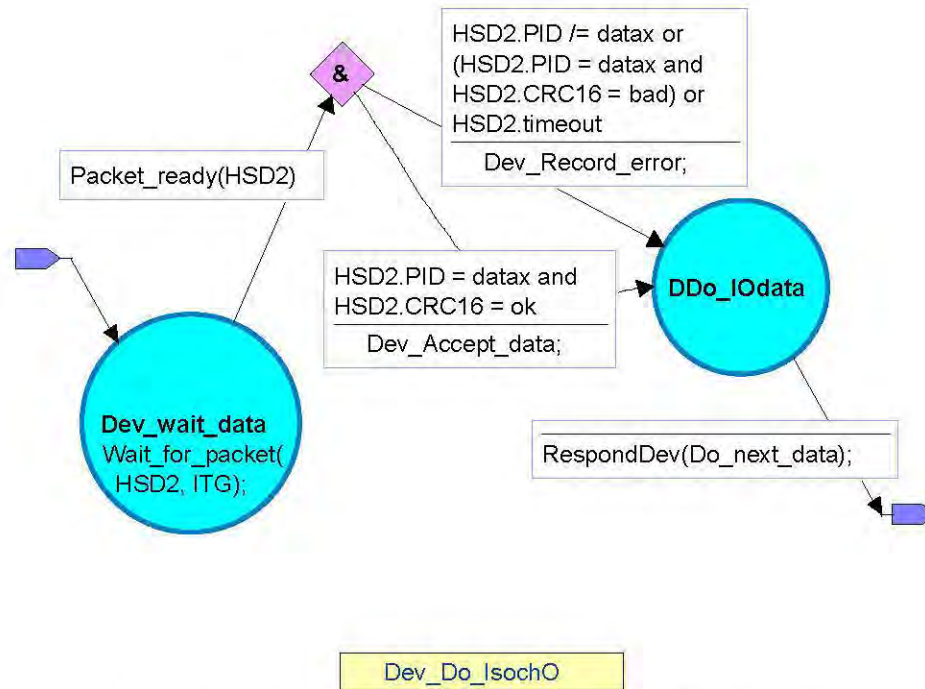 HSD2.PID /= datax or
(HSD2.PID = datax and
HSD2.CRC16 = bad) or
HSD2.timeout
Dev_Record_error;
&
Packet_ready(HSD2)
HSD2.PID = datax and
HSD2.CRC16 = ok
Dev_Accept_data;
DDo_IOdata
Dev_wait_data
Wait_for_packet(
HSD2, ITG);
RespondDev(Do_next_data);
Dev_Do_IsochO